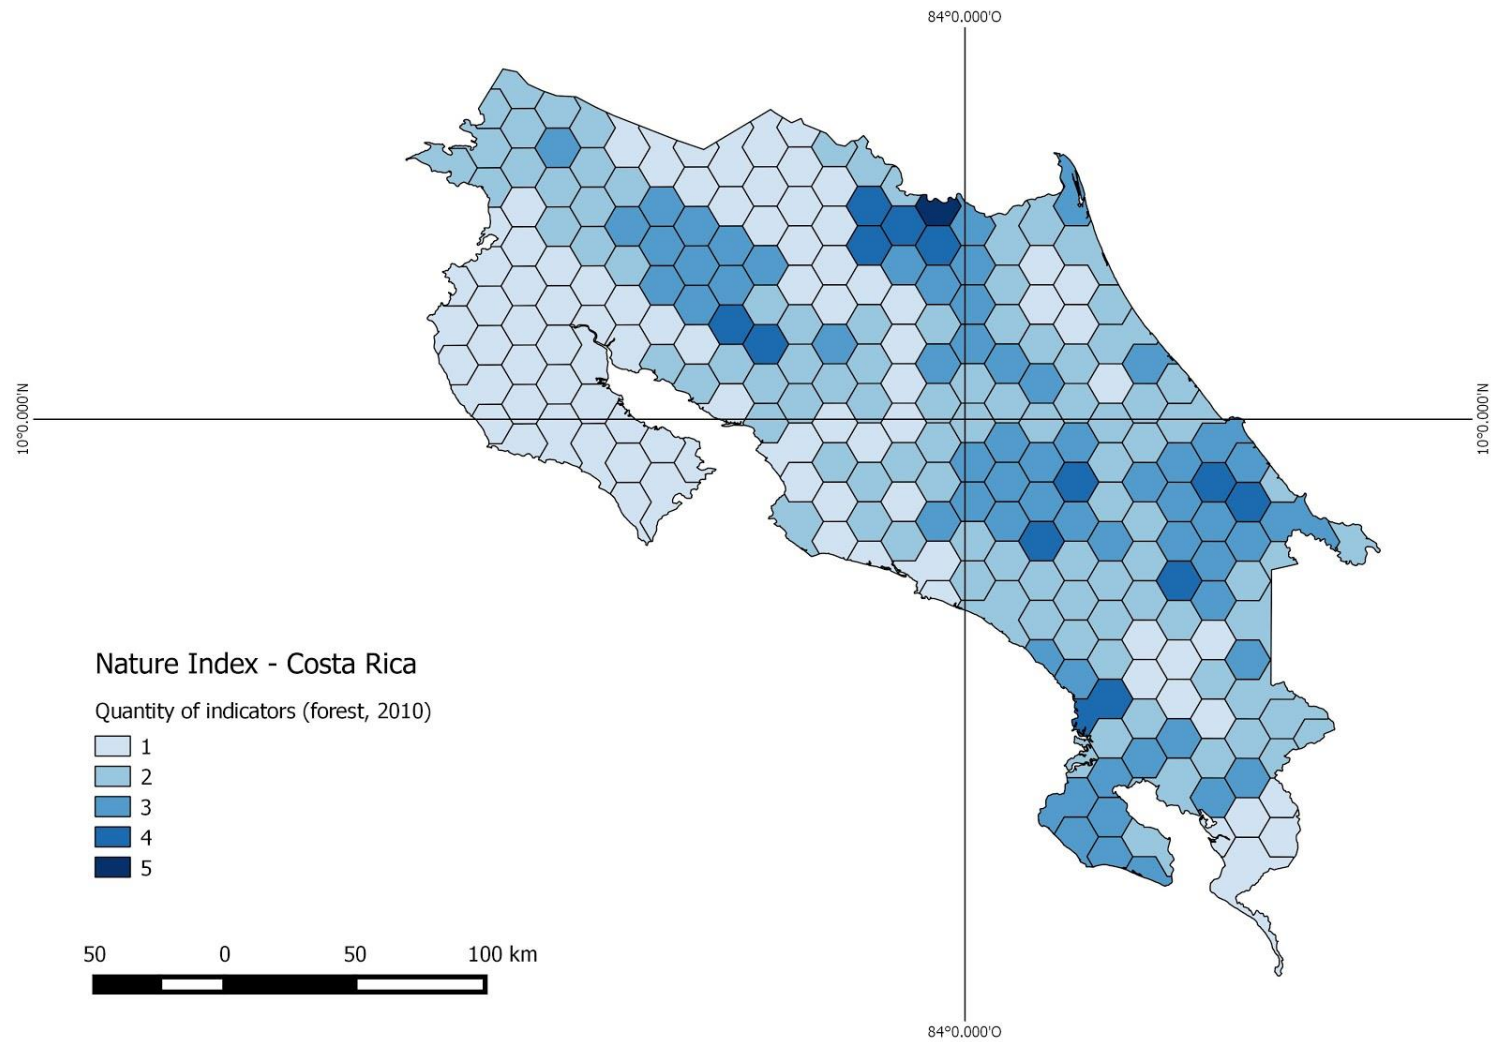 84°0.000'O
10°0.000'N
10°0.000'N
Nature Index - Costa Rica
Quantity of indicators (forest, 2010)
1
2
3
4
5
50 0 50 100 km
84°0.000'O